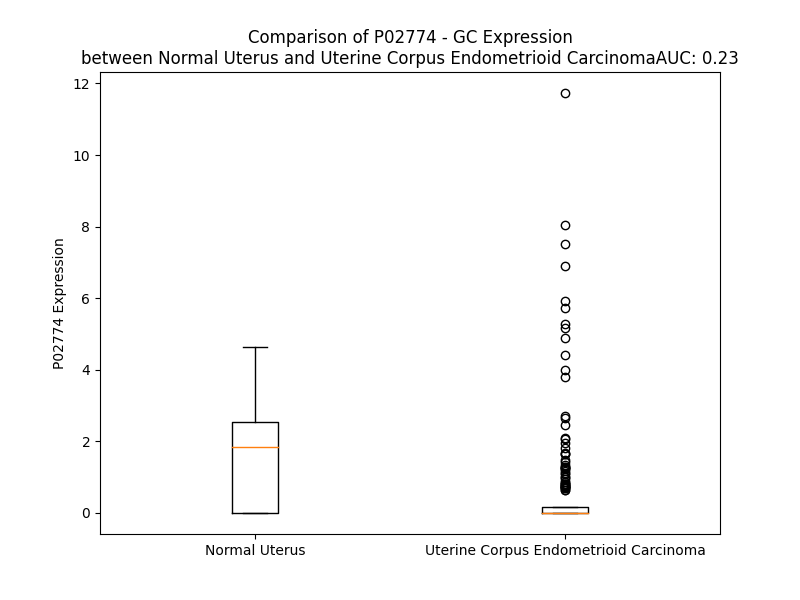 Comparison of P02774 - GC Expression
between Normal Uterus and Uterine Corpus Endometrioid CarcinomaAUC: 0.23
12
10
8
6
4
2
0
P02774 Expression
Normal Uterus
Uterine Corpus Endometrioid Carcinoma